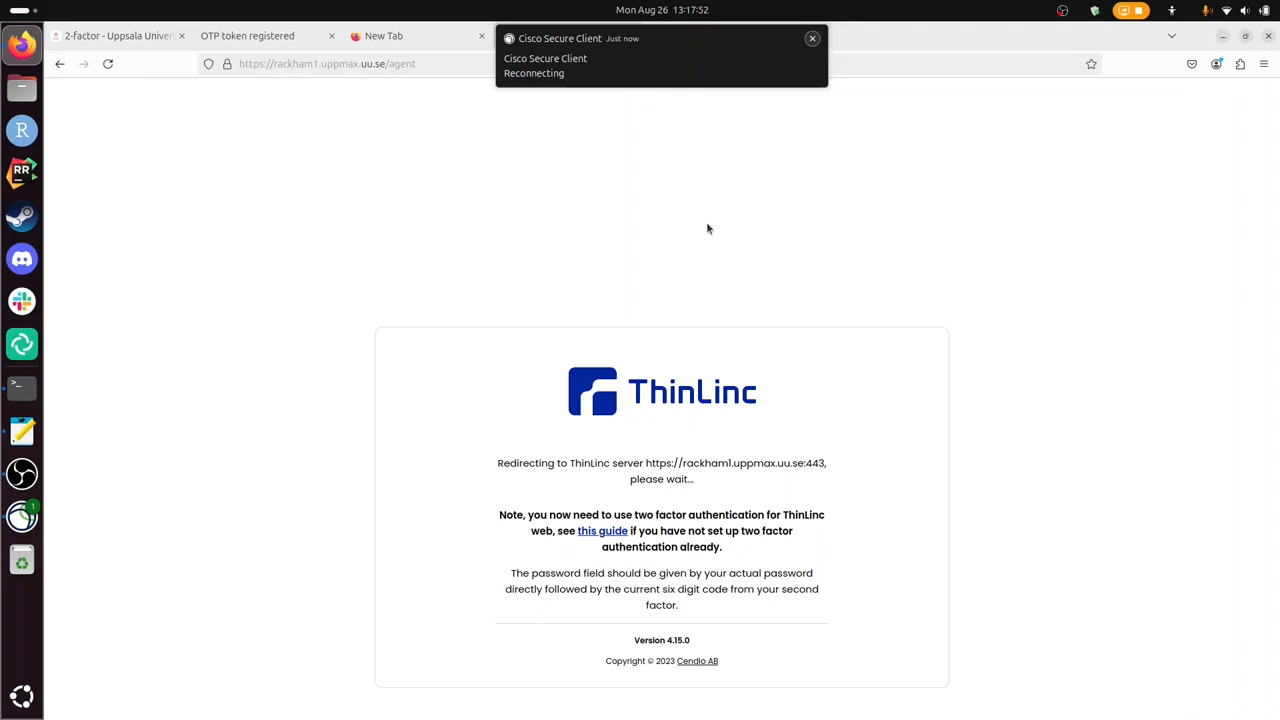 Mon Aug 26 13:17:52
2-factor - Uppsala Univer
OTP token registered
New Tab
Cisco Secure Client Just now
Cisco Secure Client
Reconnecting
https://rackham1.uppmax.uu.se/agent
R
RR
>_
1
ThinLinc
Redirecting to ThinLinc server https://rackham1.uppmax.uu.se:443,
please wait...
Note, you now need to use two factor authentication for ThinLinc
web, see this guide if you have not set up two factor
authentication already.
The password field should be given by your actual password
directly followed by the current six digit code from your second
factor.
Version 4.15.0
Copyright © 2023 Cendio AB